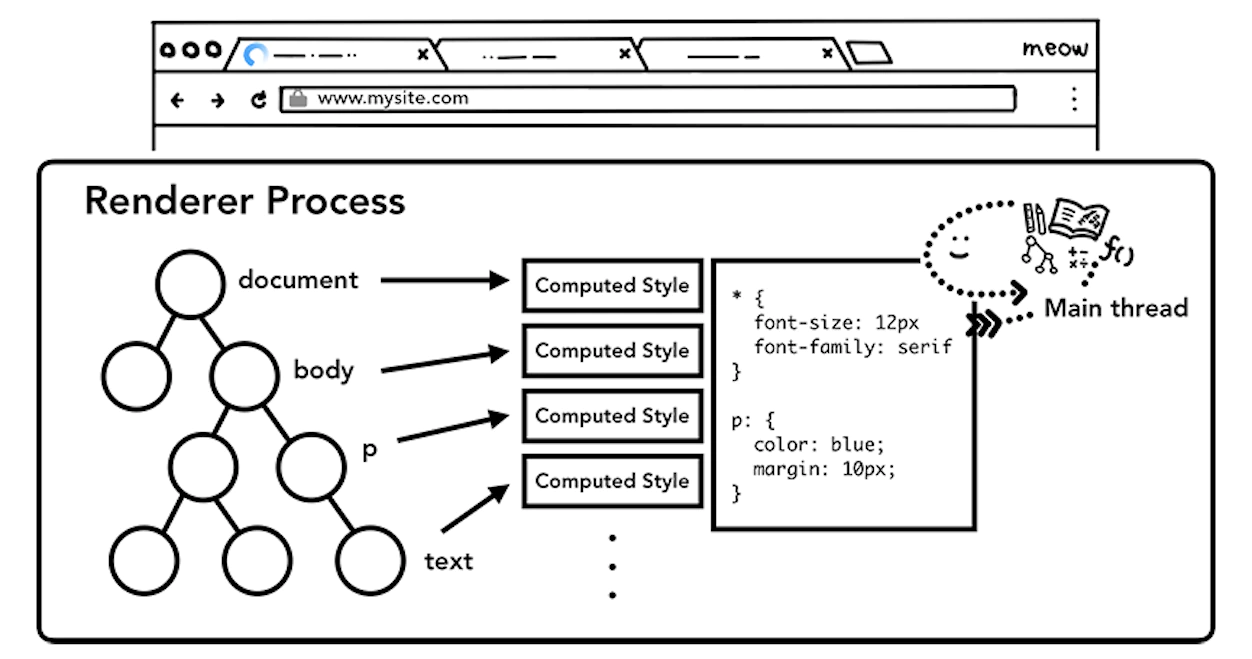 meow
www.mysite.com
Renderer Process
document
body
p
text
Computed Style
Computed Style
Computed Style
Computed Style
* {
font-size: 12px
font-family: serif
}
p: {
color: blue;
margin: 10px;
}
f()
+-
×÷
Main thread